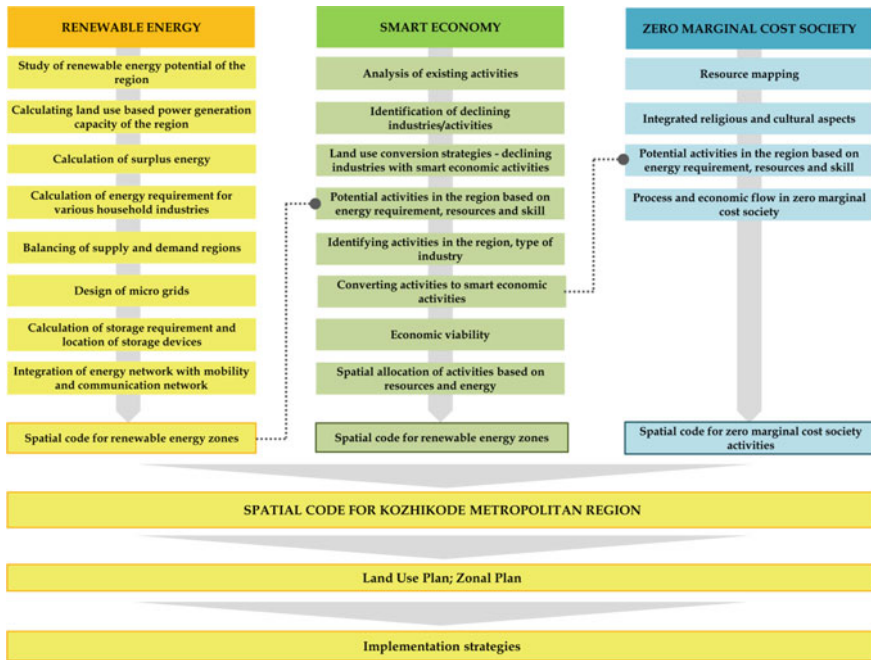 RENEWABLE ENERGY
Study of renewable energy potential of the
region
Calculating land use based power generation
capacity of the region
Calculation of surplus energy
Calculation of energy requirement for
various household industries
Balancing of supply and demand regions
Design of micro grids
Calculation of storage requirement and
location of storage devices
Integration of energy network with mobility
and communication network
Spatial code for renewable energy zones
SMART ECONOMY
Analysis of existing activities
Identification of declining
industries/activities
Land use conversion strategies - declining
industries with smart economic activities
Potential activities in the region based on
energy requirement, resources and skill
Identifying activities in the region, type of
industry
Converting activities to smart economic
activities
Economic viability
Spatial allocation of activities based on
resources and energy
Spatial code for renewable energy zones
ZERO MARGINAL COST SOCIETY
Resource mapping
Integrated religious and cultural aspects
Potential activities in the region based on
energy requirement, resources and skill
Process and economic flow in zero marginal
cost society
Spatial code for zero marginal cost society
activities
SPATIAL CODE FOR KOZHIKODE METROPOLITAN REGION
Land Use Plan; Zonal Plan
Implementation strategies